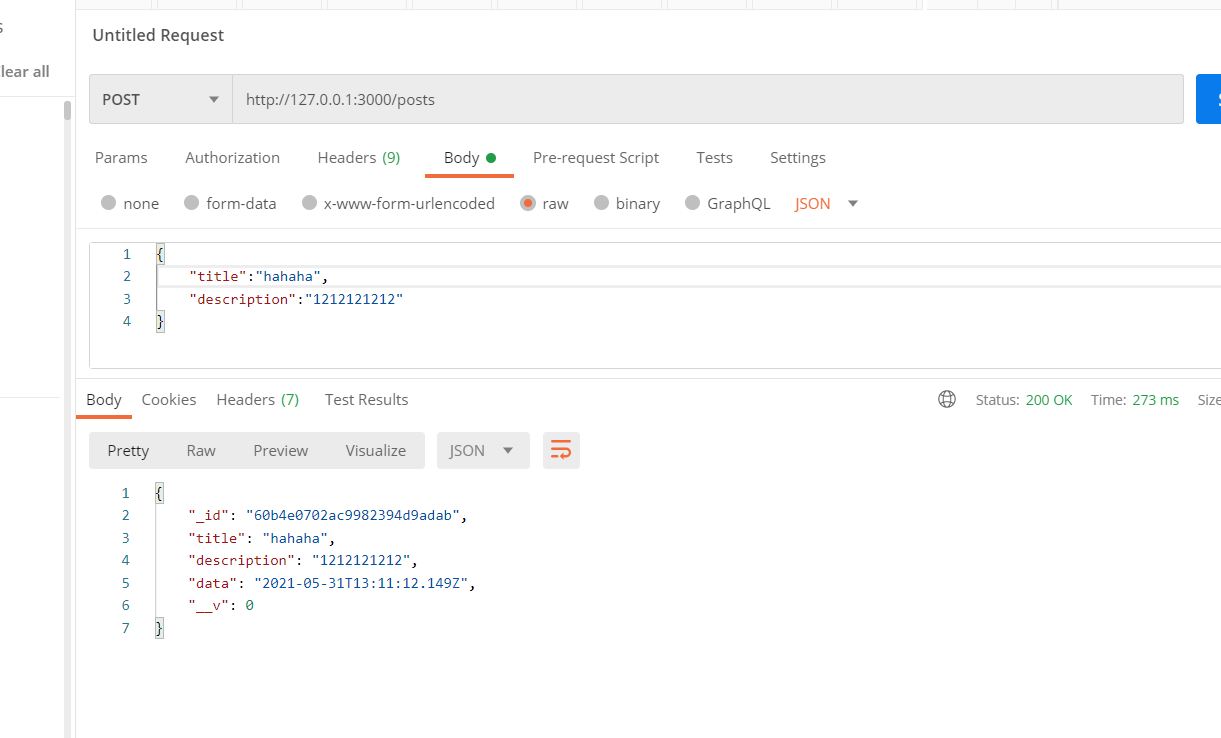 s
lear all
Untitled Request
POST http://127.0.0.1:3000/posts
Params Authorization Headers (9) Body Pre-request Script Tests Settings
none form-data x-www-form-urlencoded raw binary GraphQL JSON
1 {
2 "title":"hahaha",
3 "description":"1212121212"
4 }
Body Cookies Headers (7) Test Results Status: 200 OK Time: 273 ms Size
Pretty Raw Preview Visualize JSON
1 {
2 "_id": "60b4e0702ac9982394d9adab",
3 "title": "hahaha",
4 "description": "1212121212",
5 "data": "2021-05-31T13:11:12.149Z",
6 "__v": 0
7 }